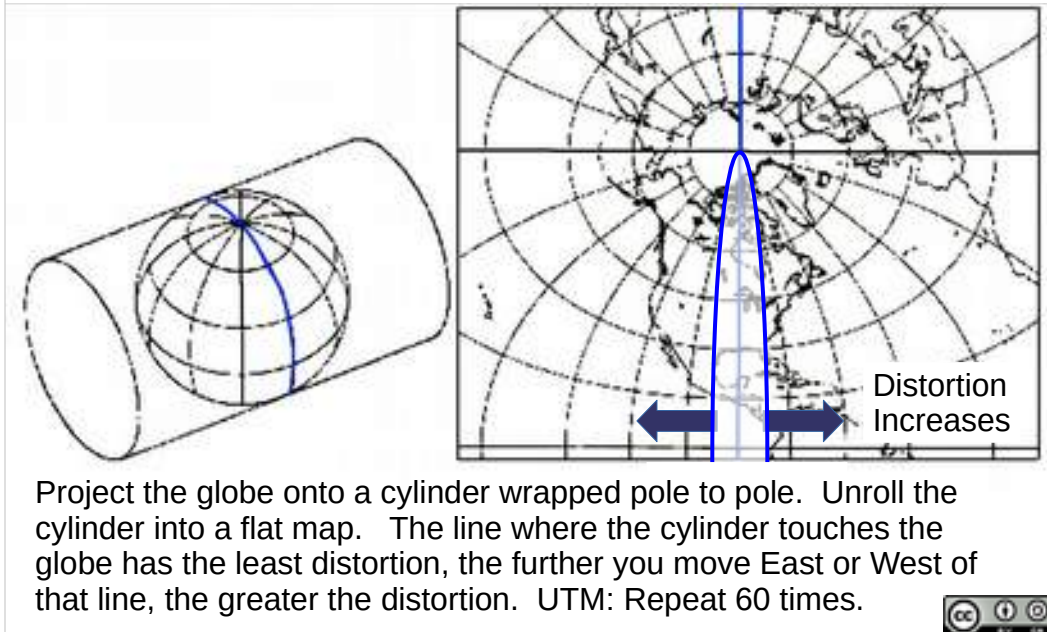 Distortion
Increases
Project the globe onto a cylinder wrapped pole to pole.  Unroll the
cylinder into a flat map.   The line where the cylinder touches the
globe has the least distortion, the further you move East or West of
that line, the greater the distortion.  UTM: Repeat 60 times.
cc